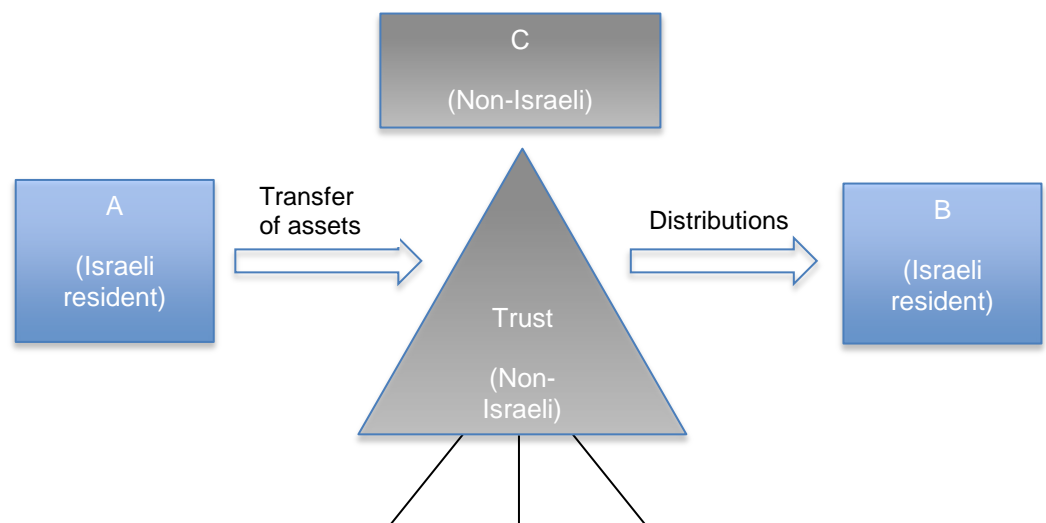 C
(Non-Israeli)
A
(Israeli
resident)
Transfer
of assets
Trust
(Non-
Israeli)
Distributions
B
(Israeli
resident)